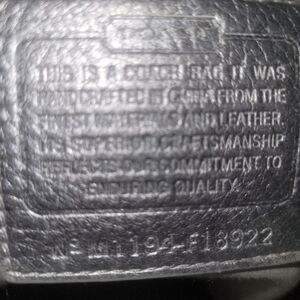 THIS IS A COACH BAG. IT WAS
HANDCRAFTED IN CHINA FROM THE
FINEST MATERIALS AND LEATHER.
ITS SUPERIOR CRAFTSMANSHIP
REFLECTS OUR COMMITMENT TO
ENDURING QUALITY.
Nº M1194-F18922